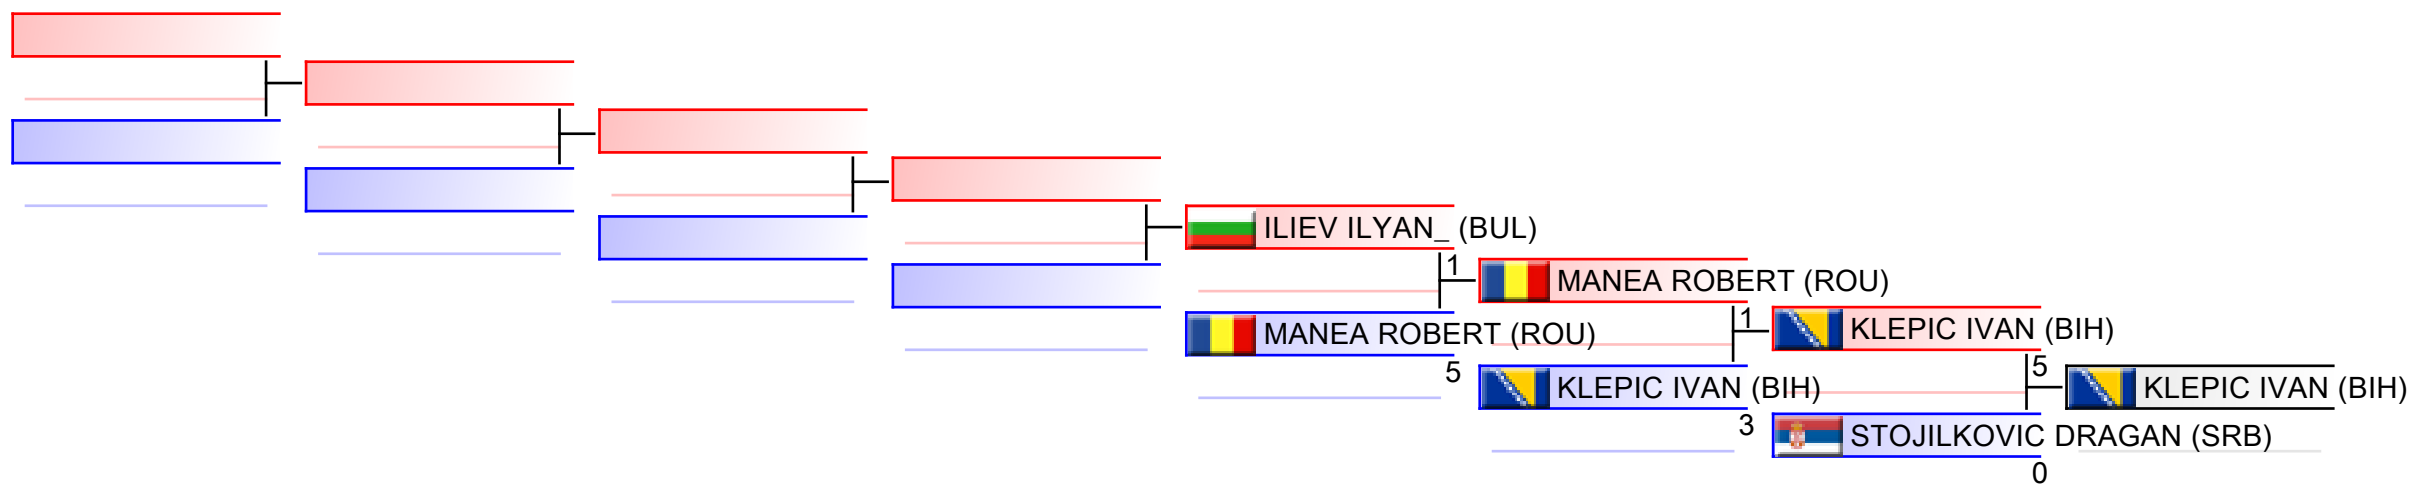 ILIEV ILYAN_ (BUL)
1
MANEA ROBERT (ROU)
MANEA ROBERT (ROU)
5
1
KLEPIC IVAN (BIH)
KLEPIC IVAN (BIH)
3
5
KLEPIC IVAN (BIH)
STOJILKOVIC DRAGAN (SRB)
0